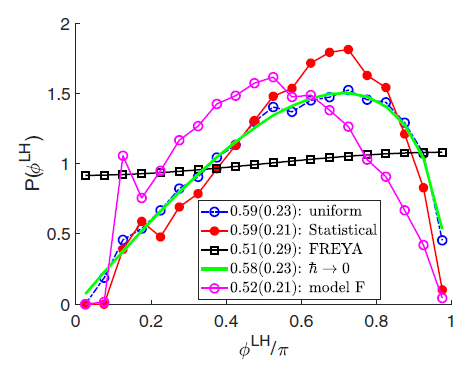 2
1.5
1
0.5
0
P(ϕ^LH)
0.59(0.23): uniform
0.59(0.21): Statistical
0.51(0.29): FREYA
0.58(0.23): ℏ → 0
0.52(0.21): model F
0 0.2 0.4 0.6 0.8 1
ϕ^LH/π